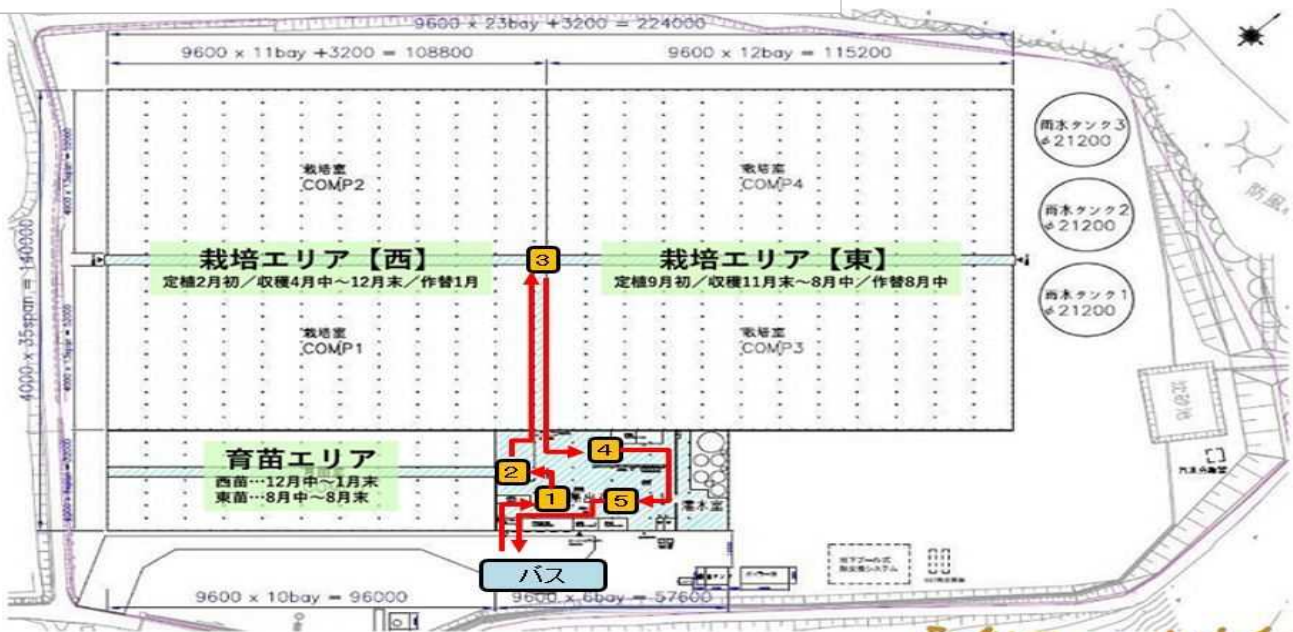 9600 x 23bay +3200 = 224000
9600 x 11bay +3200 = 108800
9600 x 12bay = 115200
雨水タンク3
φ21200
栽培室
COMP2
栽培室
COMP4
雨水タンク2
φ21200
防風
栽培エリア【西】
定植2月初/収穫4月中~12月末/作替1月
3
栽培エリア【東】
定植9月初/収穫11月末~8月中/作替8月中
4000 x 35span = 140000
雨水タンク1
φ21200
栽培室
COMP1
栽培室
COMP3
育苗エリア
西苗…12月中~1月末
東苗…8月中~8月末
4
2
1
5
灌水室
バス
9600 x 10bay = 96000
9600 x 6bay = 57600